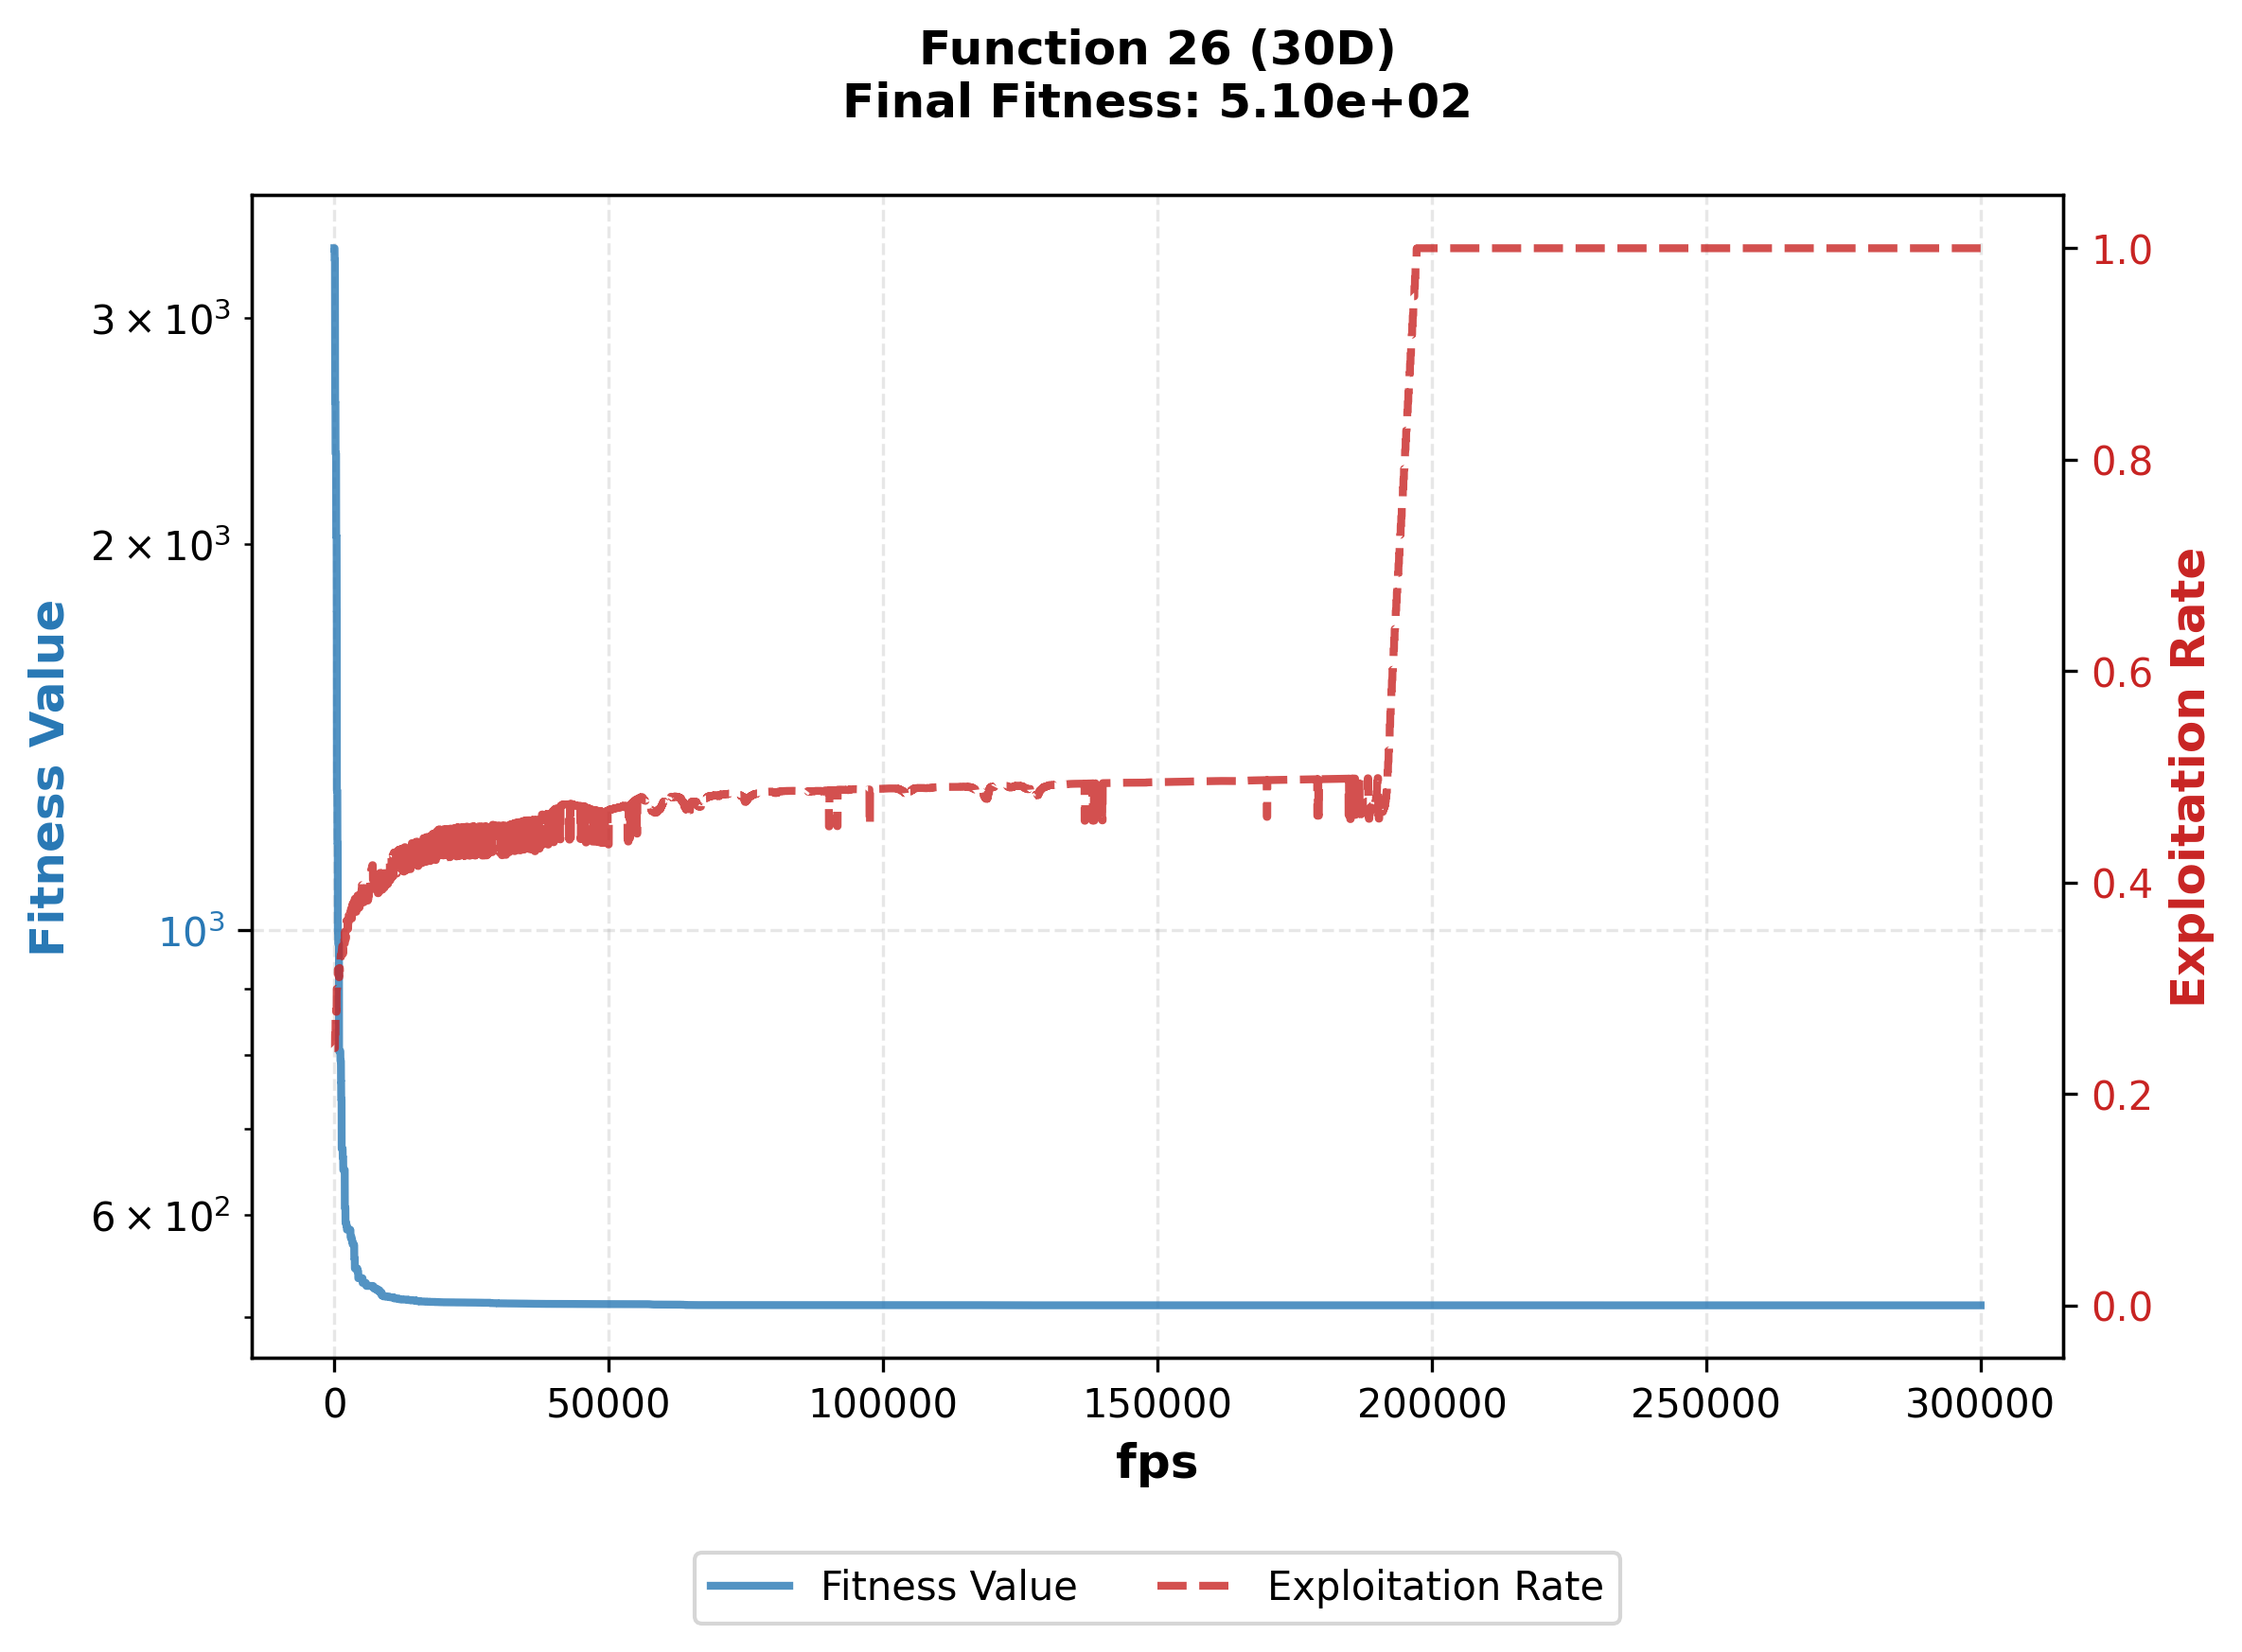 Function 26 (30D)
Final Fitness: 5.10e+02
Fitness Value
3 × 10³
2 × 10³
10³
6 × 10²
1.0
0.8
0.6
0.4
0.2
0.0
Exploitation Rate
0 50000 100000 150000 200000 250000 300000
fps
Fitness Value Exploitation Rate